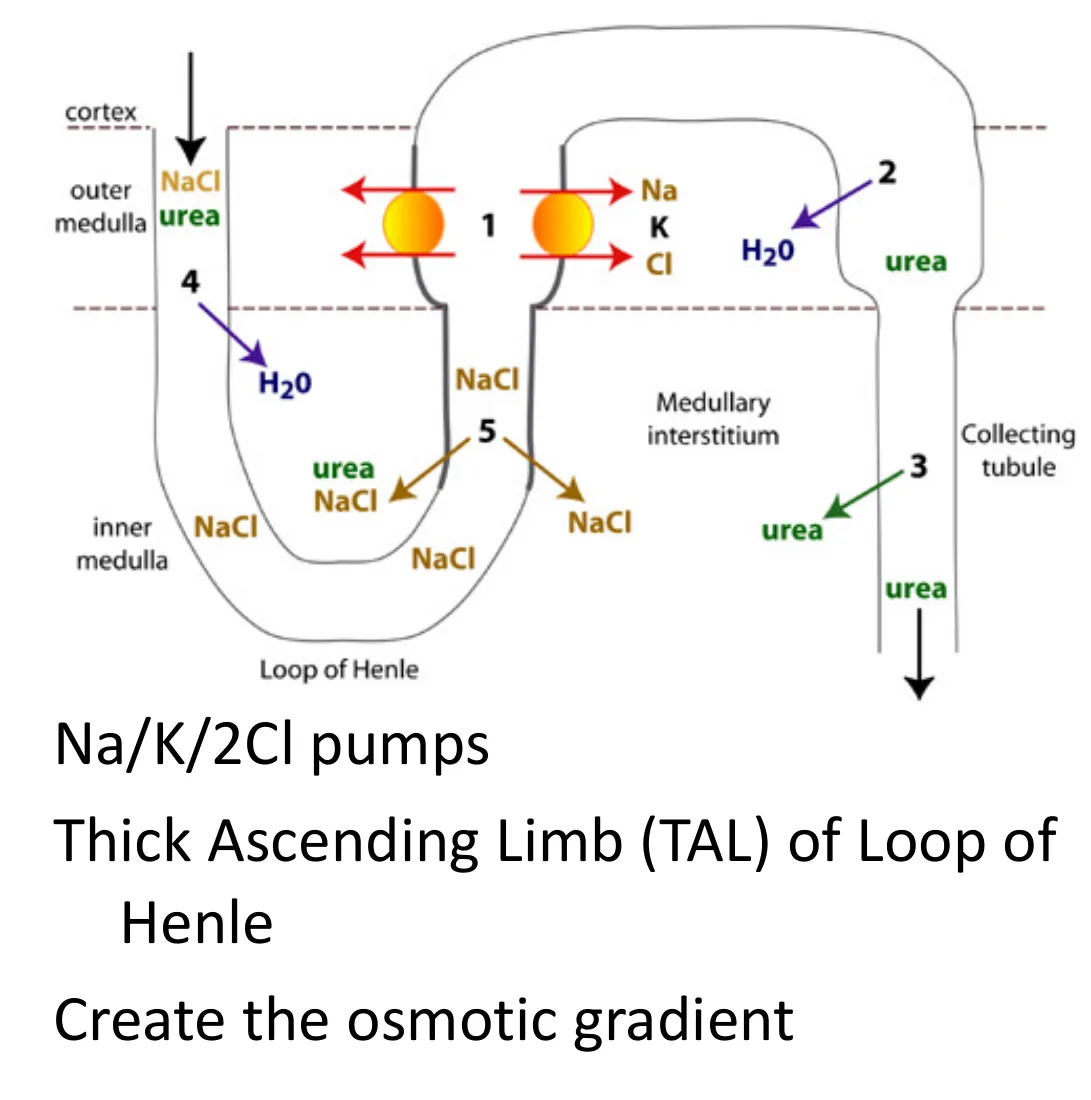 cortex
outer
medulla
NaCl
urea
4
H20
1
Na
K
Cl
2
H20
urea
NaCl
5
urea
NaCl
NaCl
Medullary
interstitium
Collecting
tubule
3
urea
urea
inner
medulla
NaCl
NaCl
Loop of Henle
Na/K/2Cl pumps
Thick Ascending Limb (TAL) of Loop of
Henle
Create the osmotic gradient